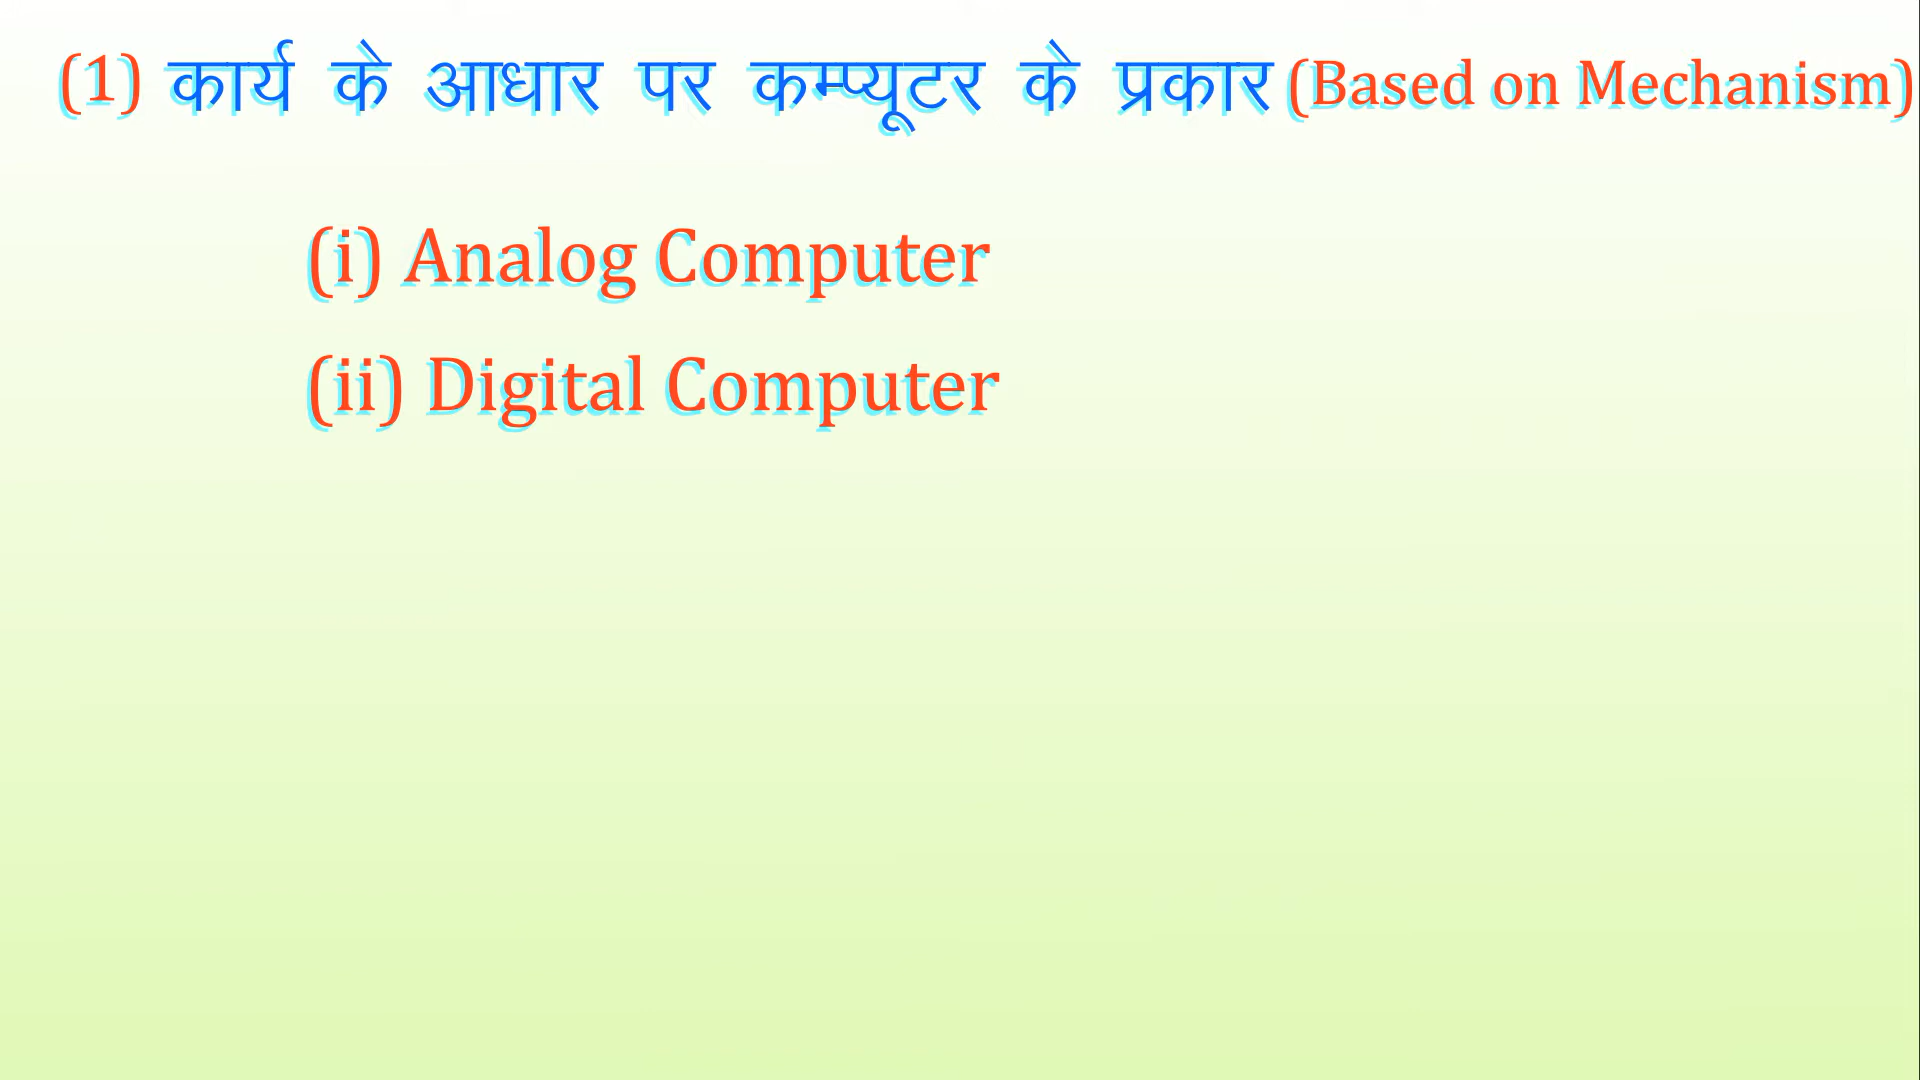 (1) कार्य के आधार पर कम्प्यूटर के प्रकार (Based on Mechanism)
(i) Analog Computer
(ii) Digital Computer